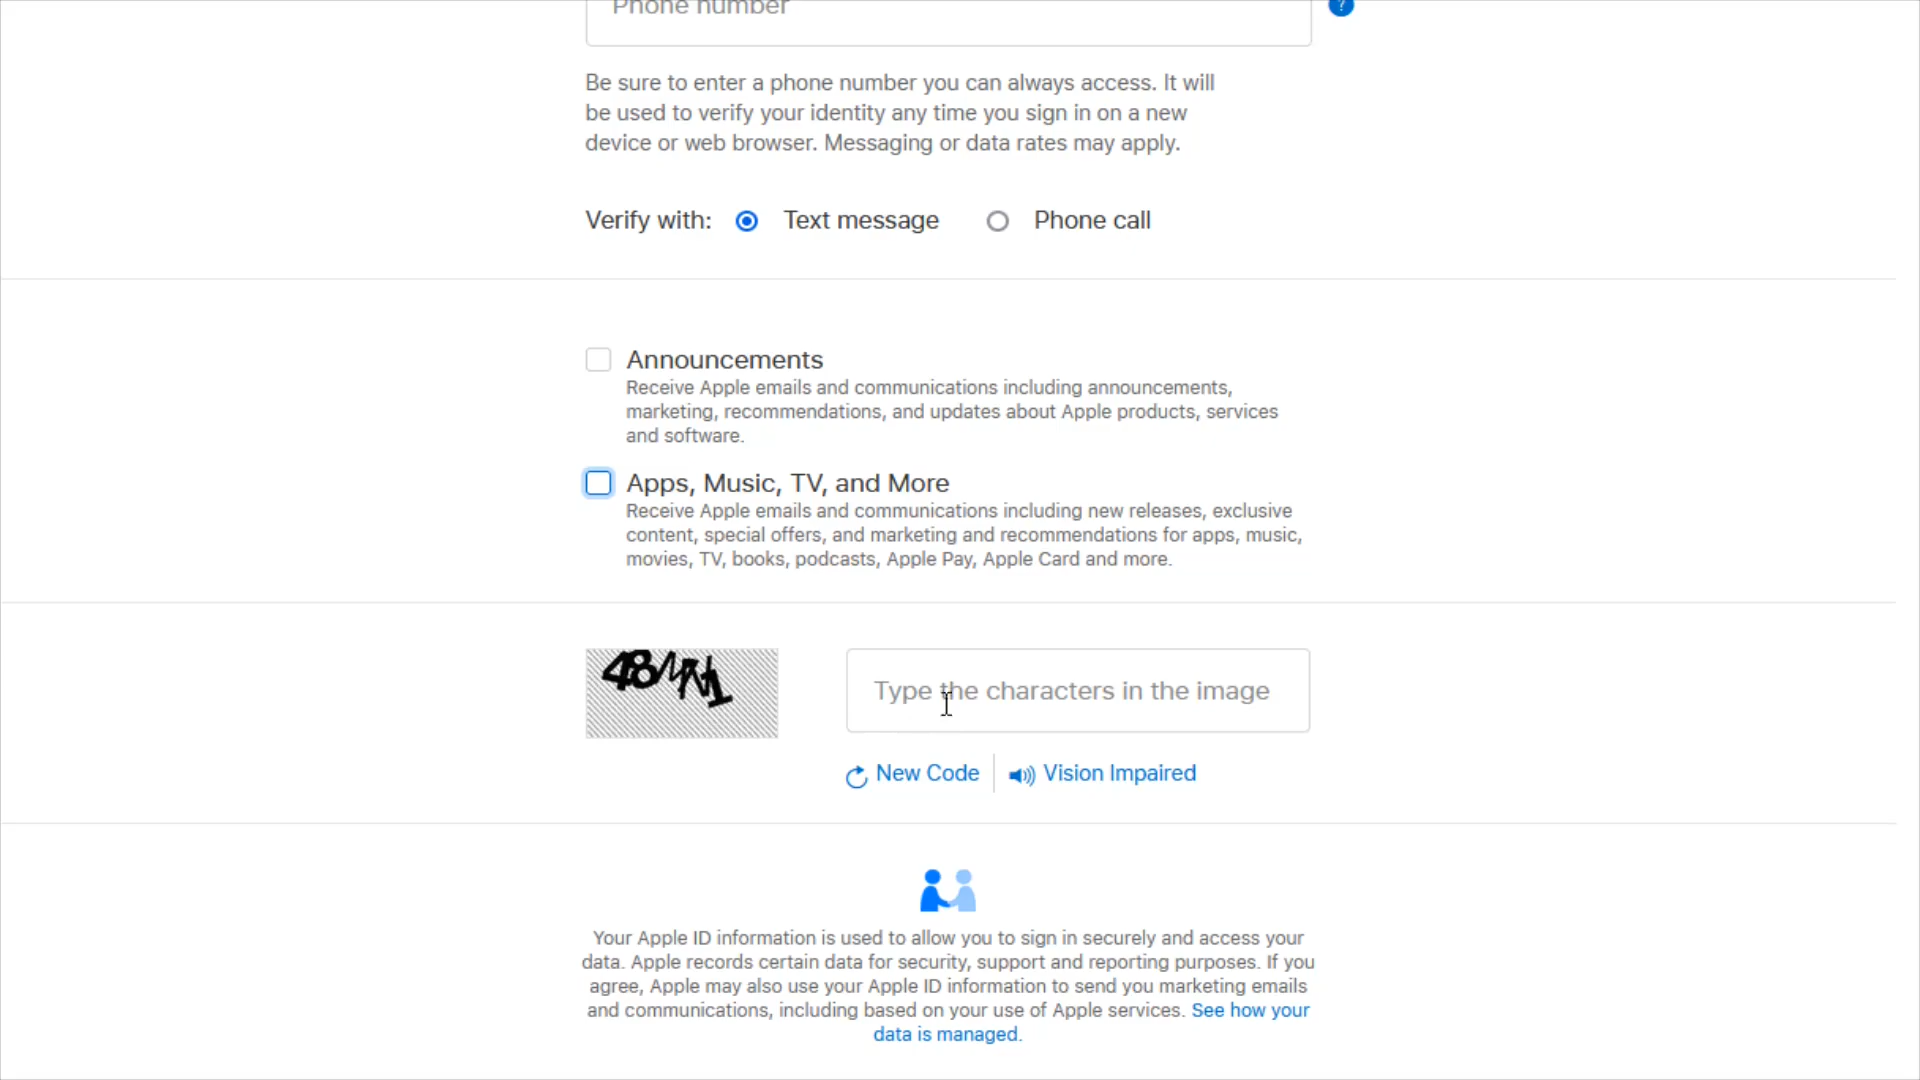 Phone number
?
Be sure to enter a phone number you can always access. It will
be used to verify your identity any time you sign in on a new
device or web browser. Messaging or data rates may apply.
Verify with: Text message Phone call
Announcements
Receive Apple emails and communications including announcements,
marketing, recommendations, and updates about Apple products, services
and software.
Apps, Music, TV, and More
Receive Apple emails and communications including new releases, exclusive
content, special offers, and marketing and recommendations for apps, music,
movies, TV, books, podcasts, Apple Pay, Apple Card and more.
Type the characters in the image
New Code Vision Impaired
Your Apple ID information is used to allow you to sign in securely and access your
data. Apple records certain data for security, support and reporting purposes. If you
agree, Apple may also use your Apple ID information to send you marketing emails
and communications, including based on your use of Apple services. See how your
data is managed.